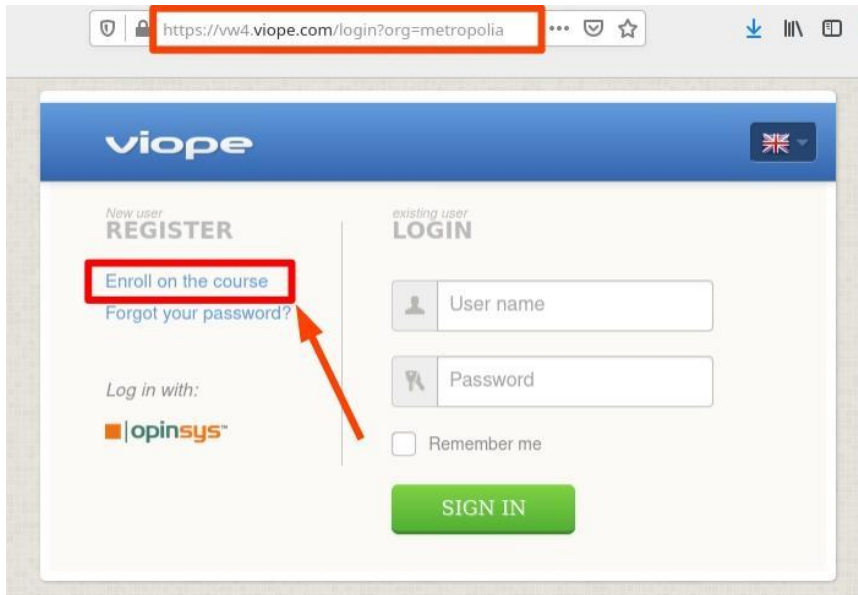 https://vw4.viope.com/login?org=metropolia
viope
New user
REGISTER
Enroll on the course
Forgot your password?
Log in with:
opinsys™
existing user
LOGIN
User name
Password
Remember me
SIGN IN